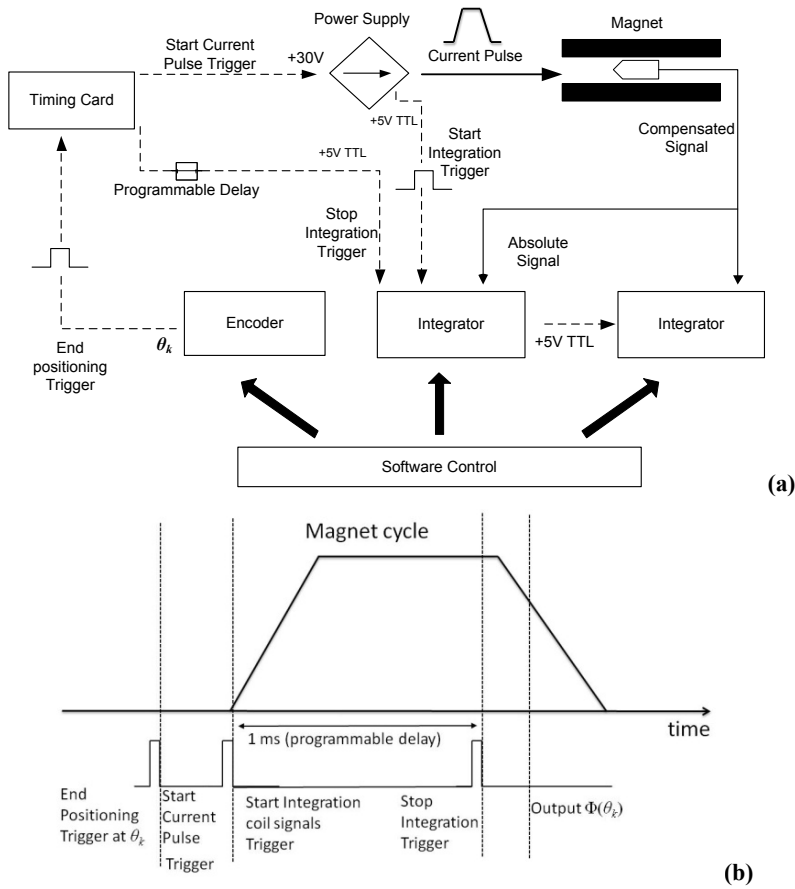 Power Supply
Magnet
Start Current
Pulse Trigger
+30V
Current Pulse
Timing Card
+5V TTL
Compensated
Signal
Start
Integration
Trigger
+5V TTL
Programmable Delay
Stop
Integration
Trigger
Absolute
Signal
Encoder
Integrator
Integrator
+5V TTL
θk
End
positioning
Trigger
Software Control
(a)
Magnet cycle
time
1 ms (programmable delay)
End
Positioning
Trigger at θk
Start
Current
Pulse
Trigger
Start Integration
coil signals
Trigger
Stop
Integration
Trigger
Output Φ(θk)
(b)